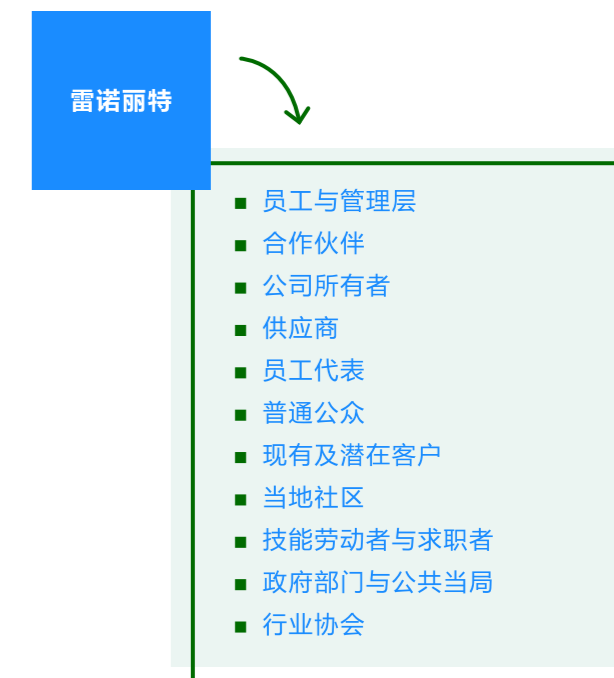 雷诺丽特
员工与管理层
合作伙伴
公司所有者
供应商
员工代表
普通公众
现有及潜在客户
当地社区
技能劳动者与求职者
政府部门与公共当局
行业协会